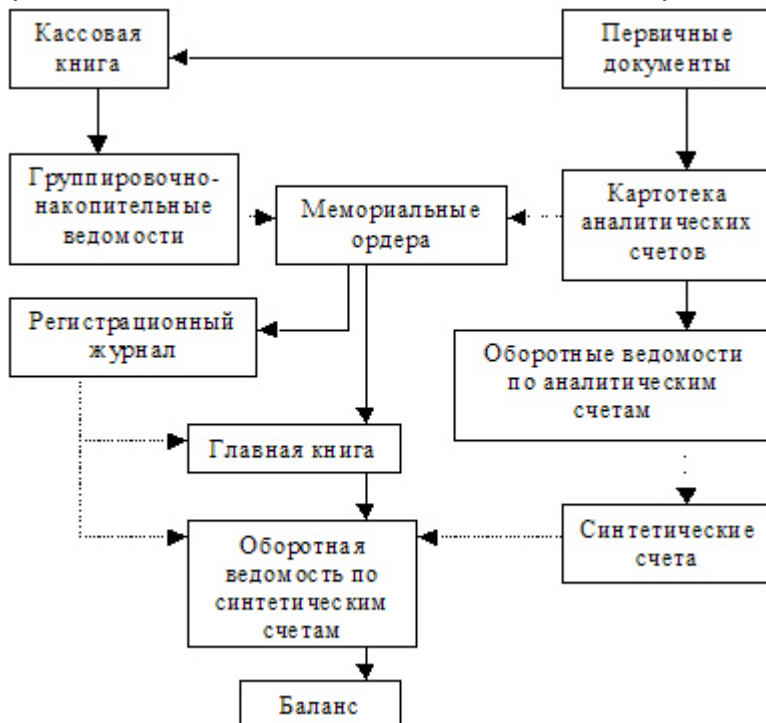 Кассовая
книга
Первичные
документы
Группировочно-
накопительные
ведомости
Мемориальные
ордера
Картотека
аналитических
счетов
Регистрационный
журнал
Оборотные ведомости
по аналитическим
счетам
Главная книга
Оборотная
ведомость по
синтетическим
счетам
Синтетические
счета
Баланс